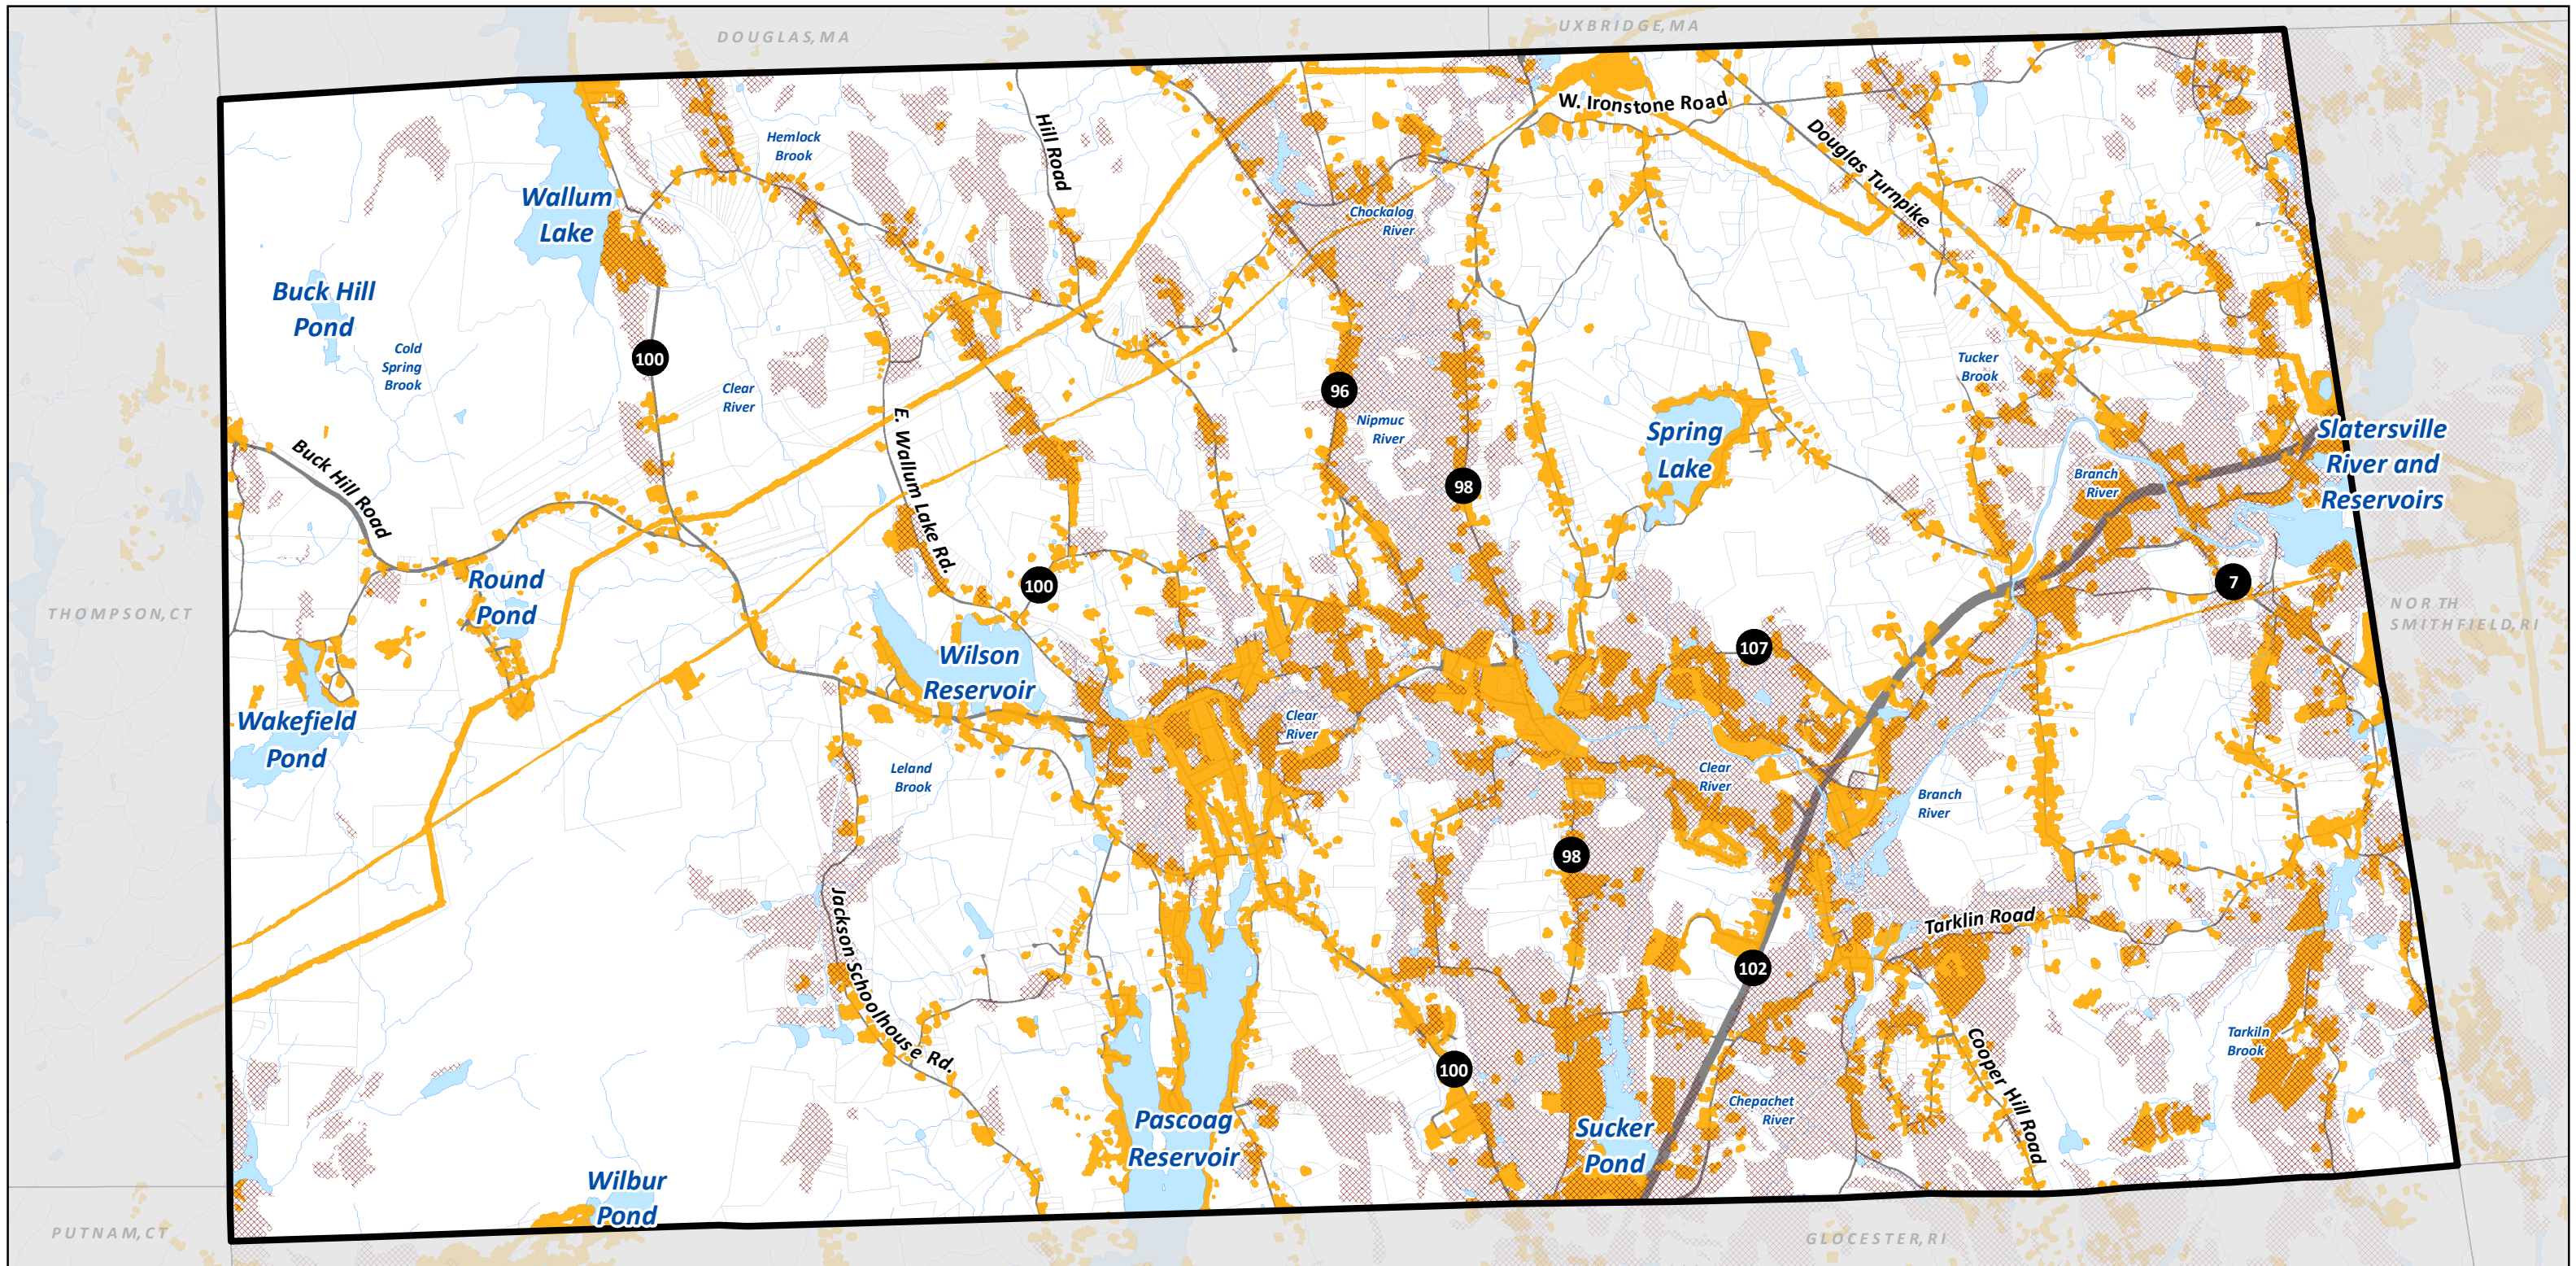 DOUGLAS, MA
UXBRIDGE, MA
W. Ironstone Road
Hill Road
Douglas Turnpike
Hemlock
Brook
Wallum
Lake
Chockalog
River
Buck Hill
Pond
Cold
Spring
Brook
100
Clear
River
96
Tucker
Brook
E. Wallum Lake Rd.
Nipmuc
River
Spring
Lake
Slatersville
River and
Reservoirs
Buck Hill Road
98
Branch
River
Round
Pond
100
7
THOMPSON, CT
NORTH
SMITHFIELD, RI
Wilson
Reservoir
107
Wakefield
Pond
Clear
River
Leland
Brook
Clear
River
Branch
River
98
Jackson Schoolhouse Rd.
Tarklin Road
102
Tarkiln
Brook
Cooper Hill Road
100
Pascoag
Reservoir
Sucker
Pond
Chepachet
River
Wilbur
Pond
PUTNAM, CT
GLOCESTER, RI